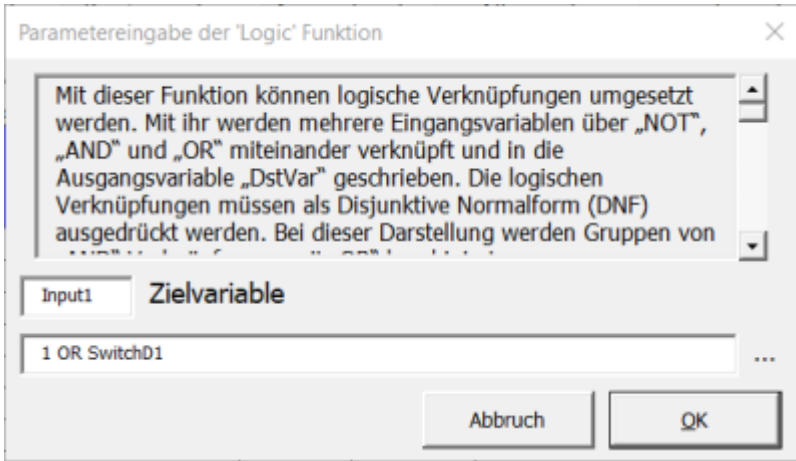 Parametereingabe der 'Logic' Funktion
Mit dieser Funktion können logische Verknüpfungen umgesetzt
werden. Mit ihr werden mehrere Eingangsvariablen über „NOT“,
„AND“ und „OR“ miteinander verknüpft und in die
Ausgangsvariable „DstVar“ geschrieben. Die logischen
Verknüpfungen müssen als Disjunktive Normalform (DNF)
ausgedrückt werden. Bei dieser Darstellung werden Gruppen von
Input1 Zielvariable
1 OR SwitchD1
...
Abbruch OK